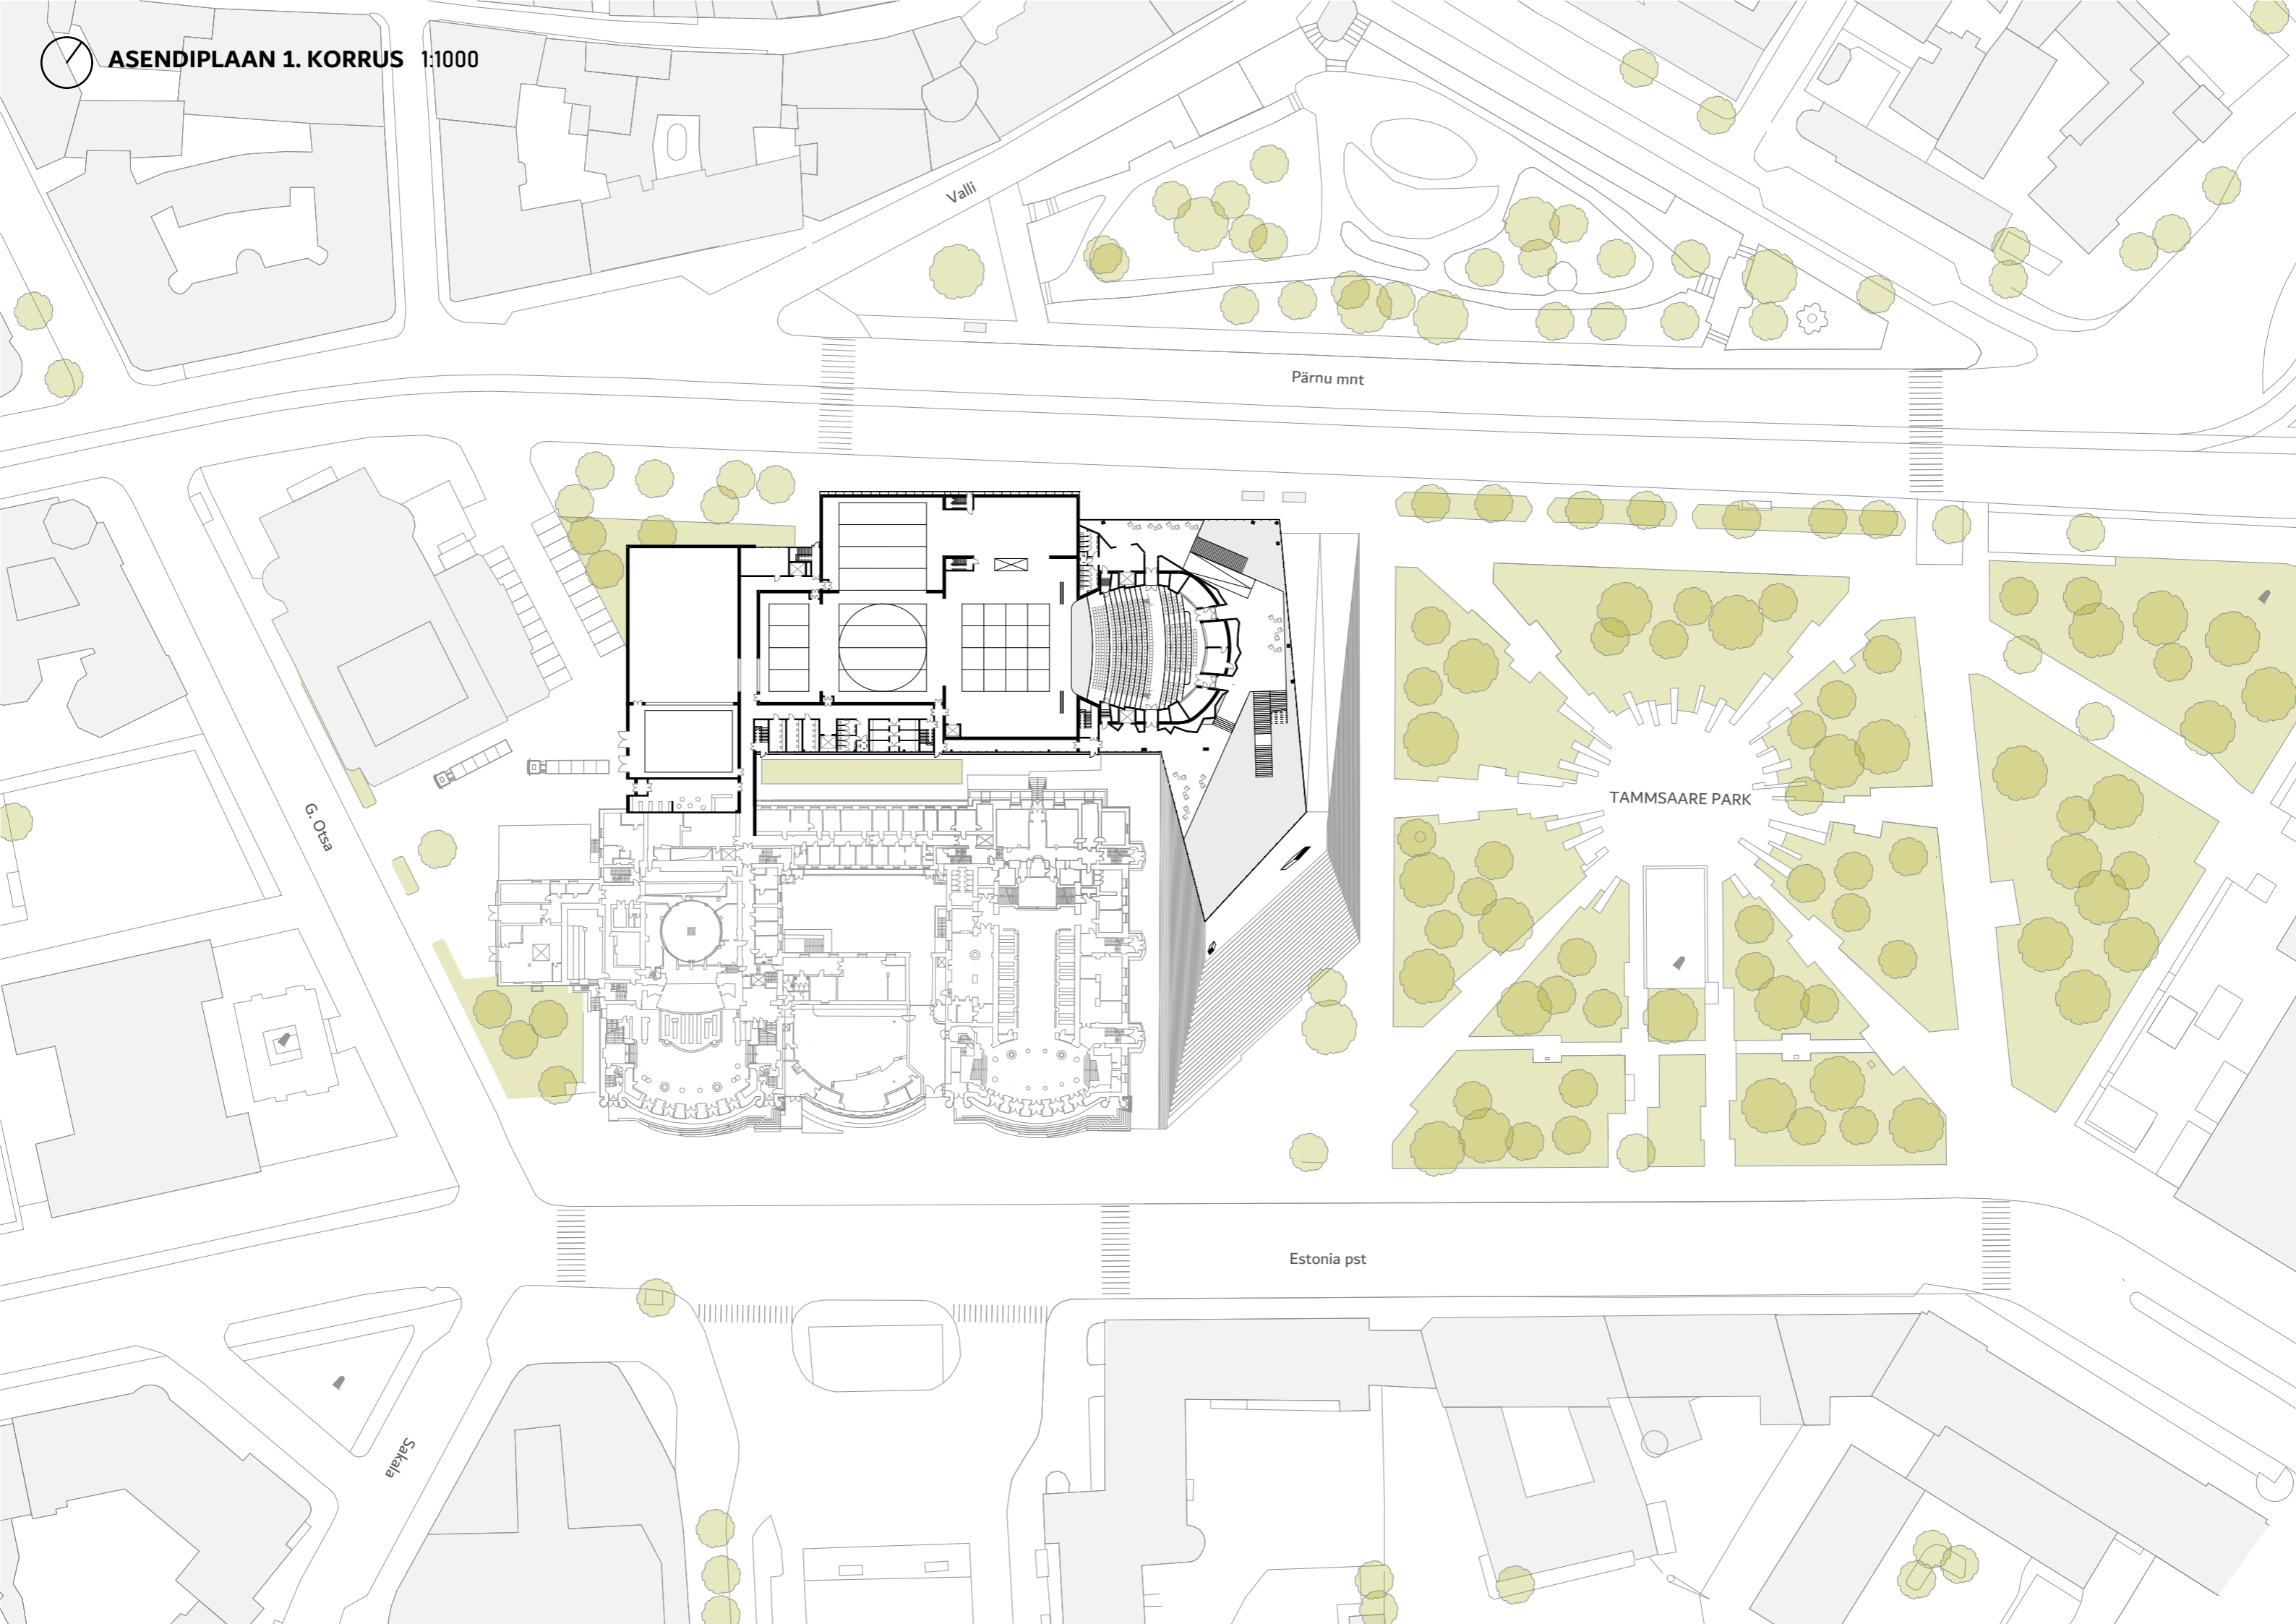 ASENDIPLAAN 1. KORRUS 1:1000
Valli
Pärnu mnt
TAMMSAARE PARK
G. Otsa
Estonia pst
Sakala